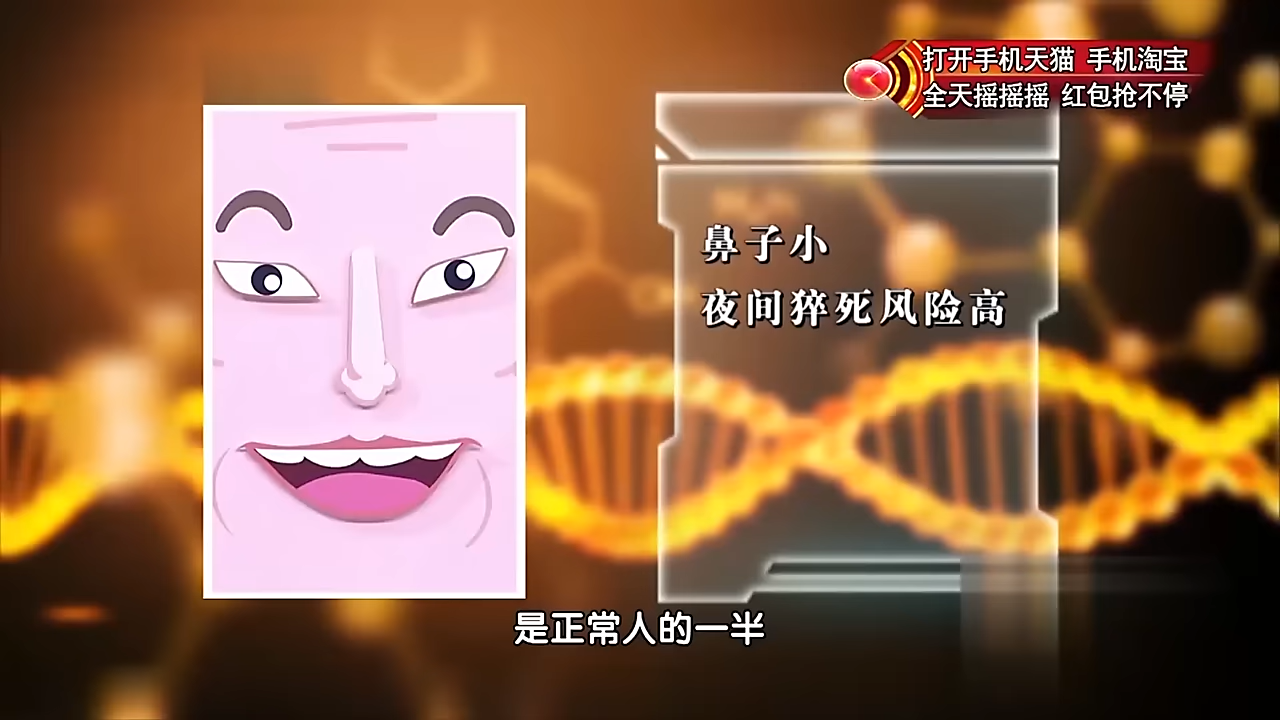 打开手机天猫 手机淘宝
全天摇摇摇 红包抢不停
鼻子小
夜间猝死风险高
是正常人的一半